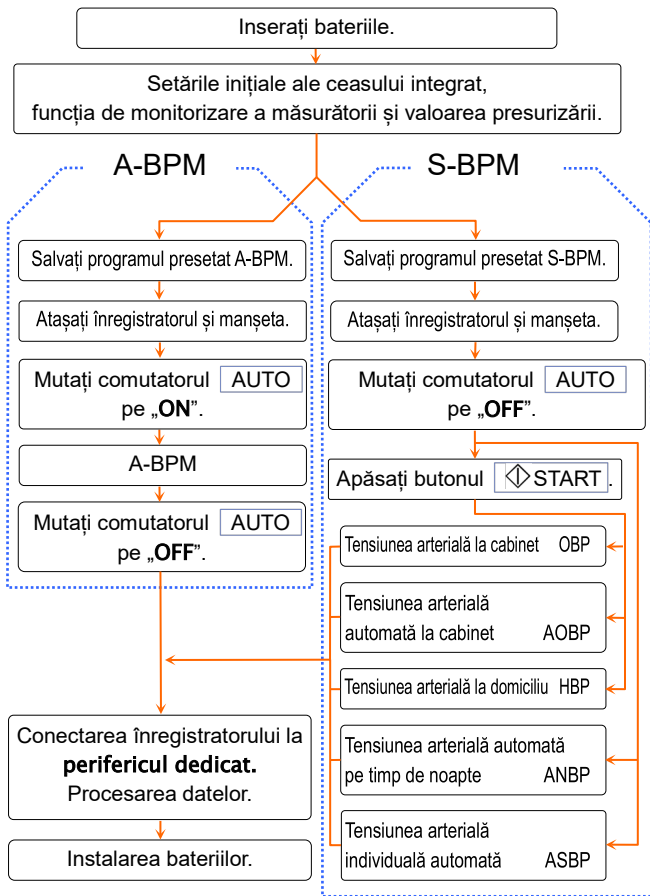 Inserați bateriile.
Setările inițiale ale ceasului integrat,
funcția de monitorizare a măsurătorii și valoarea presurizării.
A-BPM
Salvați programul presetat A-BPM.
Atașați înregistratorul și manșeta.
Mutați comutatorul AUTO
pe „ON”.
A-BPM
Mutați comutatorul AUTO
pe „OFF”.
S-BPM
Salvați programul presetat S-BPM.
Atașați înregistratorul și manșeta.
Mutați comutatorul AUTO
pe „OFF”.
Apăsați butonul START.
Tensiunea arterială la cabinet OBP
Tensiunea arterială
automată la cabinet AOBP
Tensiunea arterială la domiciliu HBP
Tensiunea arterială automată
pe timp de noapte ANBP
Tensiunea arterială
individuală automată ASBP
Conectarea înregistratorului la
perifericul dedicat.
Procesarea datelor.
Instalarea bateriilor.